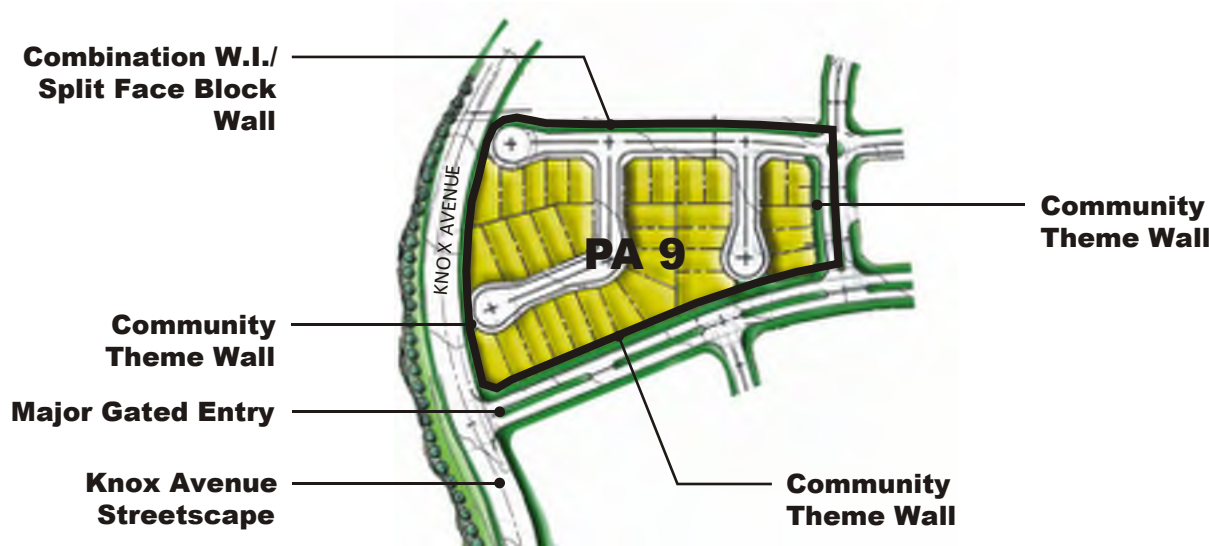 Combination W.I./
Split Face Block
Wall
KNOX AVENUE
Community
Theme Wall
PA 9
Community
Theme Wall
Major Gated Entry
Knox Avenue
Streetscape
Community
Theme Wall